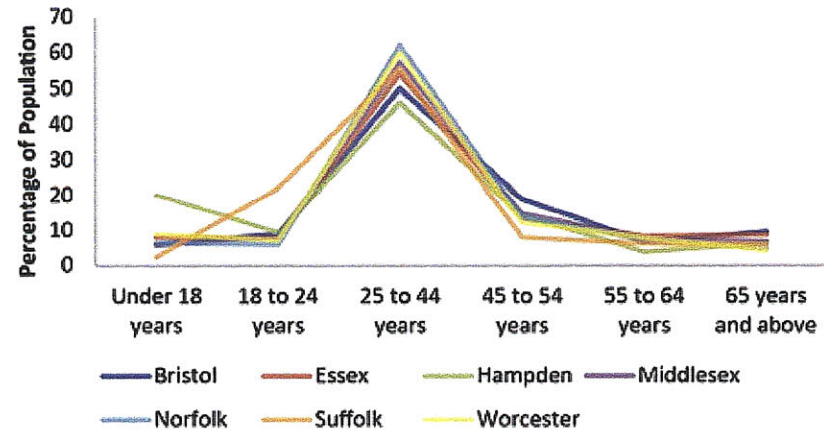 Percentage of Population
70
60
50
40
30
20
10
0
Under 18 years
18 to 24 years
25 to 44 years
45 to 54 years
55 to 64 years
65 years and above
Bristol
Essex
Hampden
Middlesex
Norfolk
Suffolk
Worcester